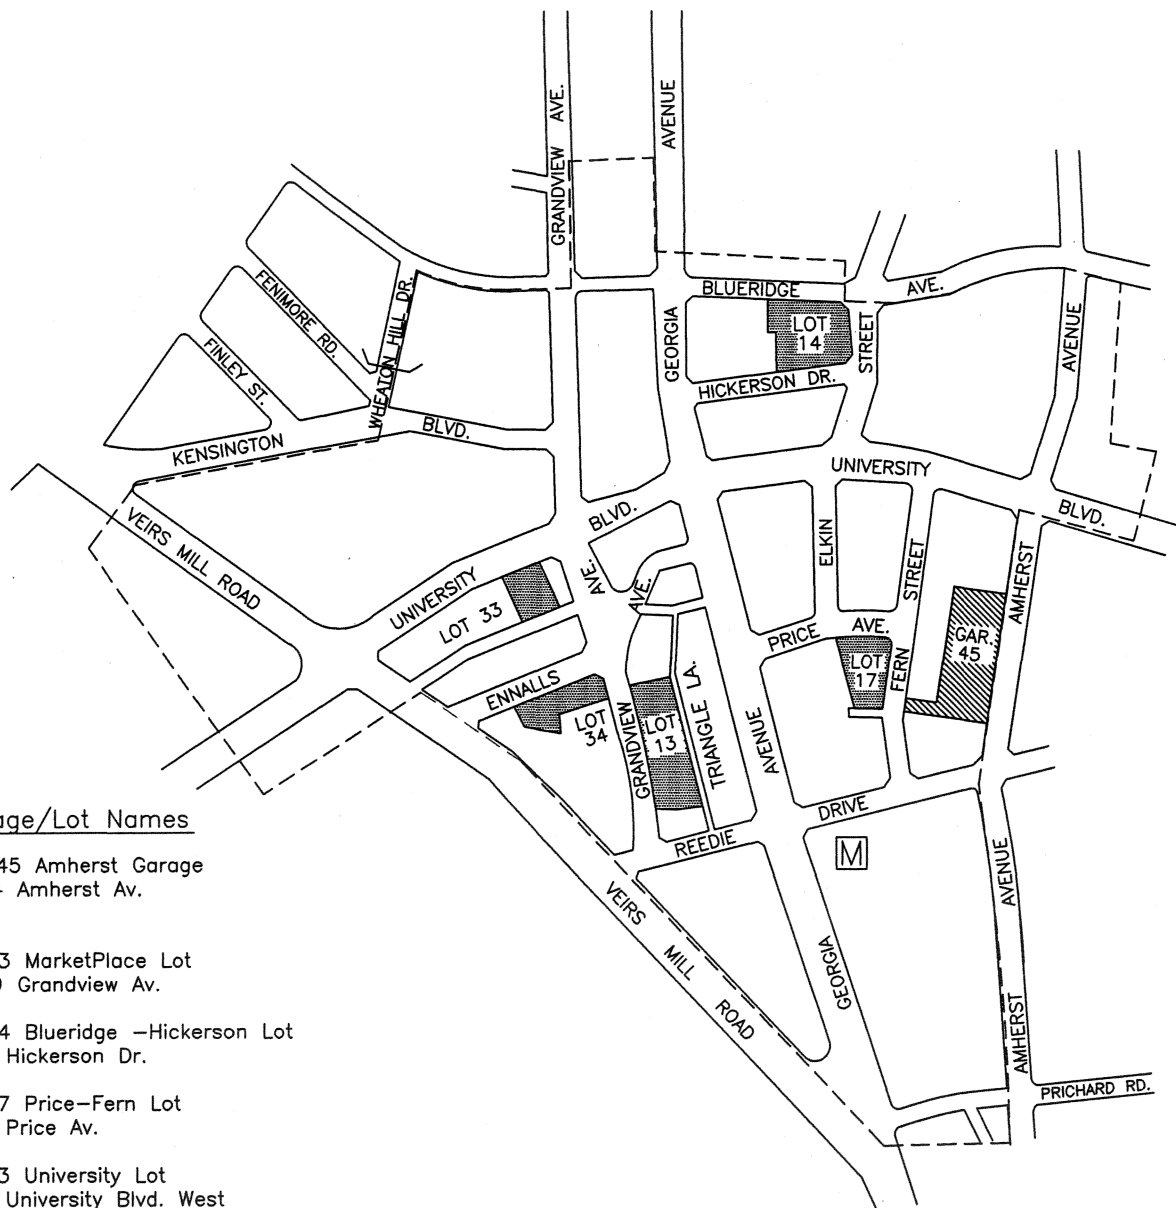 GRANDVIEW AVE.
AVENUE
BLUERIDGE
AVE.
LOT
14
GEORGIA
STREET
AVENUE
HICKERSON DR.
FENIMORE RD.
WHEATON HILL DR.
FINLEY ST.
KENSINGTON
BLVD.
UNIVERSITY
BLVD.
BLVD.
VEIRS MILL ROAD
UNIVERSITY
AVE.
AVE.
ELKIN
STREET
AMHERST
LOT 33
PRICE
AVE.
GAR.
45
LOT
17
FERN
ENNALLS
LOT
34
GRANDVIEW
LOT
13
TRIANGLE LA.
AVENUE
DRIVE
REEDIE
M
AVENUE
VEIRS MILL ROAD
GEORGIA
AMHERST
PRICHARD RD.
age/Lot Names
45 Amherst Garage
Amherst Av.
3 MarketPlace Lot
Grandview Av.
4 Blueridge –Hickerson Lot
Hickerson Dr.
7 Price–Fern Lot
Price Av.
3 University Lot
University Blvd. West